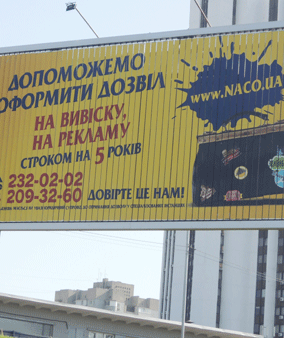 ДОПОМОЖЕМО
ОФОРМИТИ ДОЗВІЛ
НА ВИВІСКУ,
НА РЕКЛАМУ
СТРОКОМ НА 5 РОКІВ
www.NACO.UA
232-02-02
209-32-60 ДОВІРТЕ ЦЕ НАМ!